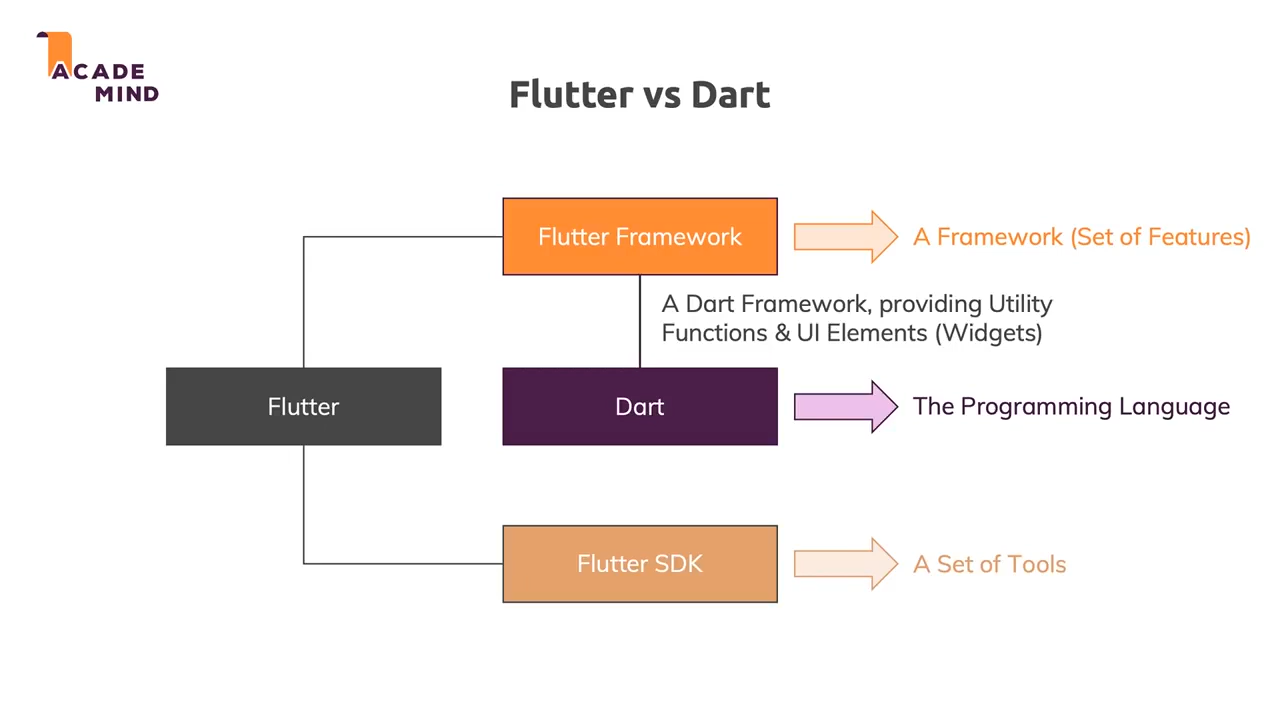 ACADE
MIND
Flutter vs Dart
Flutter Framework
A Framework (Set of Features)
A Dart Framework, providing Utility
Functions & UI Elements (Widgets)
Flutter
Dart
The Programming Language
Flutter SDK
A Set of Tools